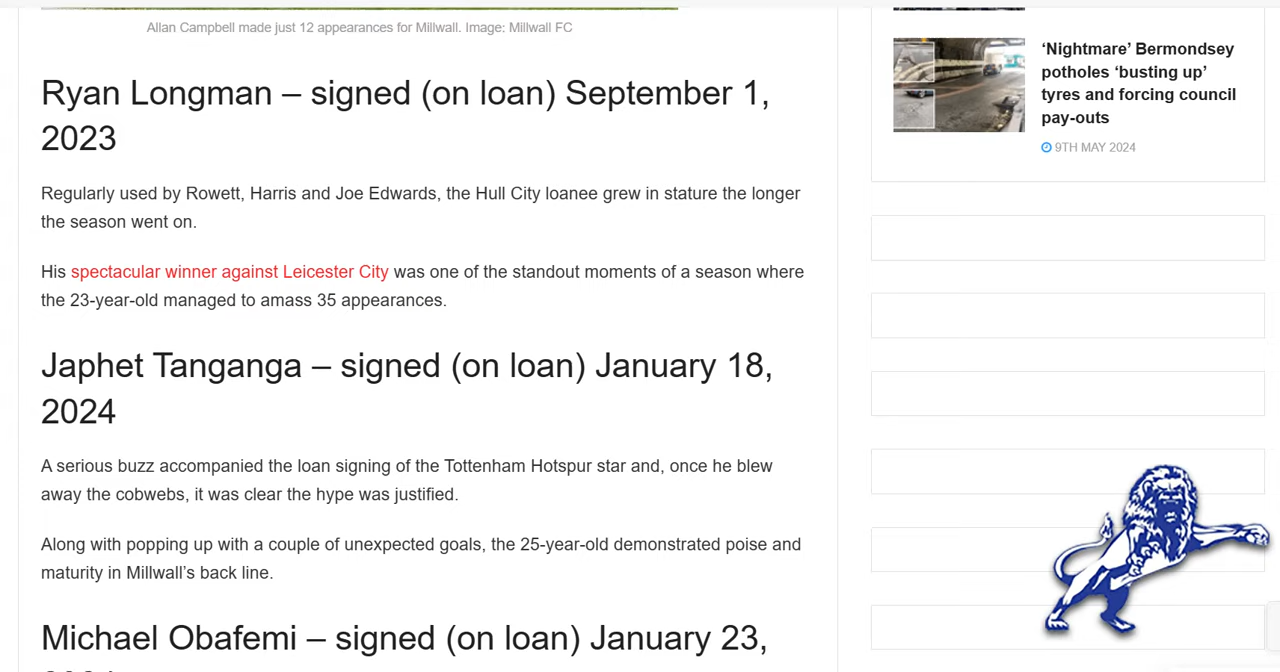 Allan Campbell made just 12 appearances for Millwall. Image: Millwall FC
Ryan Longman – signed (on loan) September 1,
2023
Regularly used by Rowett, Harris and Joe Edwards, the Hull City loanee grew in stature the longer
the season went on.
His spectacular winner against Leicester City was one of the standout moments of a season where
the 23-year-old managed to amass 35 appearances.
Japhet Tanganga – signed (on loan) January 18,
2024
A serious buzz accompanied the loan signing of the Tottenham Hotspur star and, once he blew
away the cobwebs, it was clear the hype was justified.
Along with popping up with a couple of unexpected goals, the 25-year-old demonstrated poise and
maturity in Millwall’s back line.
Michael Obafemi – signed (on loan) January 23,
‘Nightmare’ Bermondsey
potholes ‘busting up’
tyres and forcing council
pay-outs
9TH MAY 2024